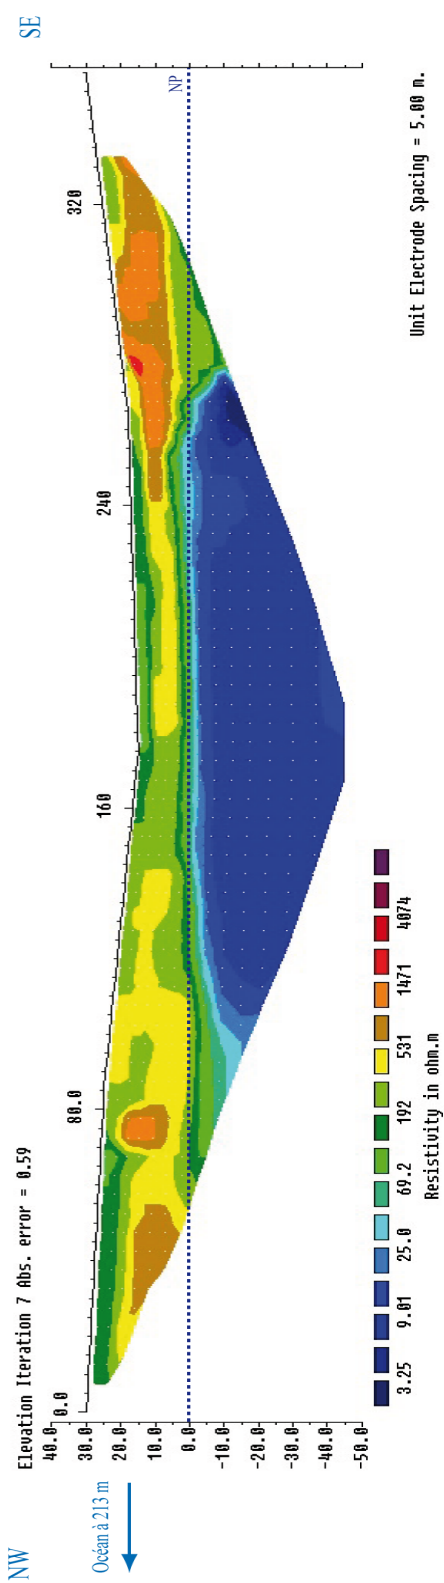 NW
SE
Océan à 213 m
Elevation Iteration 7 Abs. error = 0.59
0.0 80.0 160 240 320
40.0
30.0
20.0
10.0
0.0
-10.0
-20.0
-30.0
-40.0
-50.0
NP
3.25 9.01 25.0 69.2 192 531 1471 4074
Resistivity in ohm.m
Unit Electrode Spacing = 5.00 m.